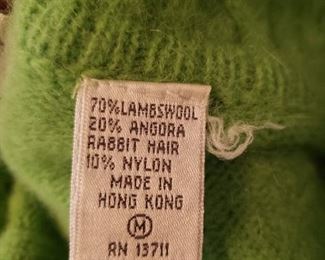 70% LAMBSWOOL
20% ANGORA
RABBIT HAIR
10% NYLON
MADE IN
HONG KONG
M
RN 13711